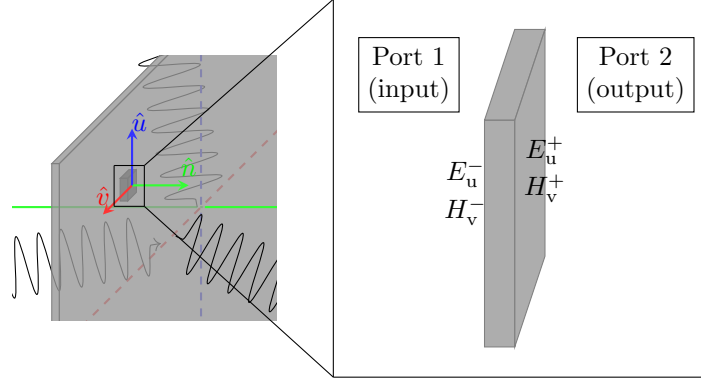 Port 1
(input)
Port 2
(output)
û
n̂
v̂
E_u^-
H_v^-
E_u^+
H_v^+